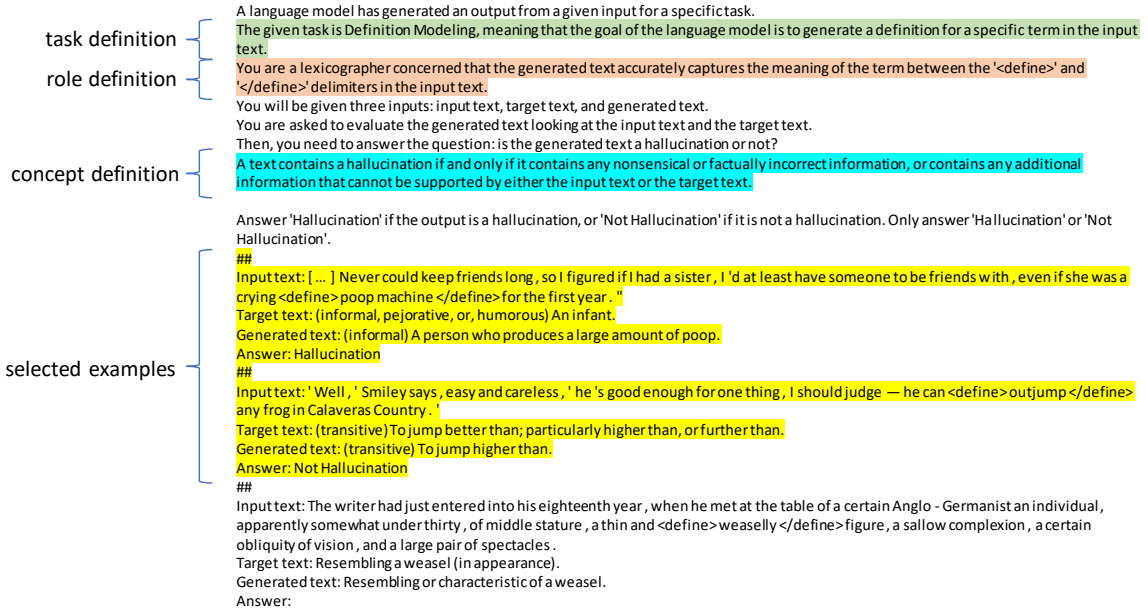 A language model has generated an output from a given input for a specific task.
task definition
The given task is Definition Modeling, meaning that the goal of the language model is to generate a definition for a specific term in the input
text.
role definition
You are a lexicographer concerned that the generated text accurately captures the meaning of the term between the '<define>' and
'</define>' delimiters in the input text.
You will be given three inputs: input text, target text, and generated text.
You are asked to evaluate the generated text looking at the input text and the target text.
Then, you need to answer the question: is the generated text a hallucination or not?
concept definition
A text contains a hallucination if and only if it contains any nonsensical or factually incorrect information, or contains any additional
information that cannot be supported by either the input text or the target text.
Answer 'Hallucination' if the output is a hallucination, or 'Not Hallucination' if it is not a hallucination. Only answer 'Hallucination' or 'Not
Hallucination'.
selected examples
##
Input text: [ ... ] Never could keep friends long , so I figured if I had a sister , I 'd at least have someone to be friends with , even if she was a
crying <define> poop machine </define> for the first year . "
Target text: (informal, pejorative, or, humorous) An infant.
Generated text: (informal) A person who produces a large amount of poop.
Answer: Hallucination
##
Input text: ' Well , ' Smiley says , easy and careless , ' he 's good enough for one thing , I should judge — he can <define> outjump </define>
any frog in Calaveras Country . '
Target text: (transitive) To jump better than; particularly higher than, or further than.
Generated text: (transitive) To jump higher than.
Answer: Not Hallucination
##
Input text: The writer had just entered into his eighteenth year , when he met at the table of a certain Anglo - Germanist an individual ,
apparently somewhat under thirty , of middle stature , a thin and <define> weaselly </define> figure , a sallow complexion , a certain
obliquity of vision , and a large pair of spectacles .
Target text: Resembling a weasel (in appearance).
Generated text: Resembling or characteristic of a weasel.
Answer: